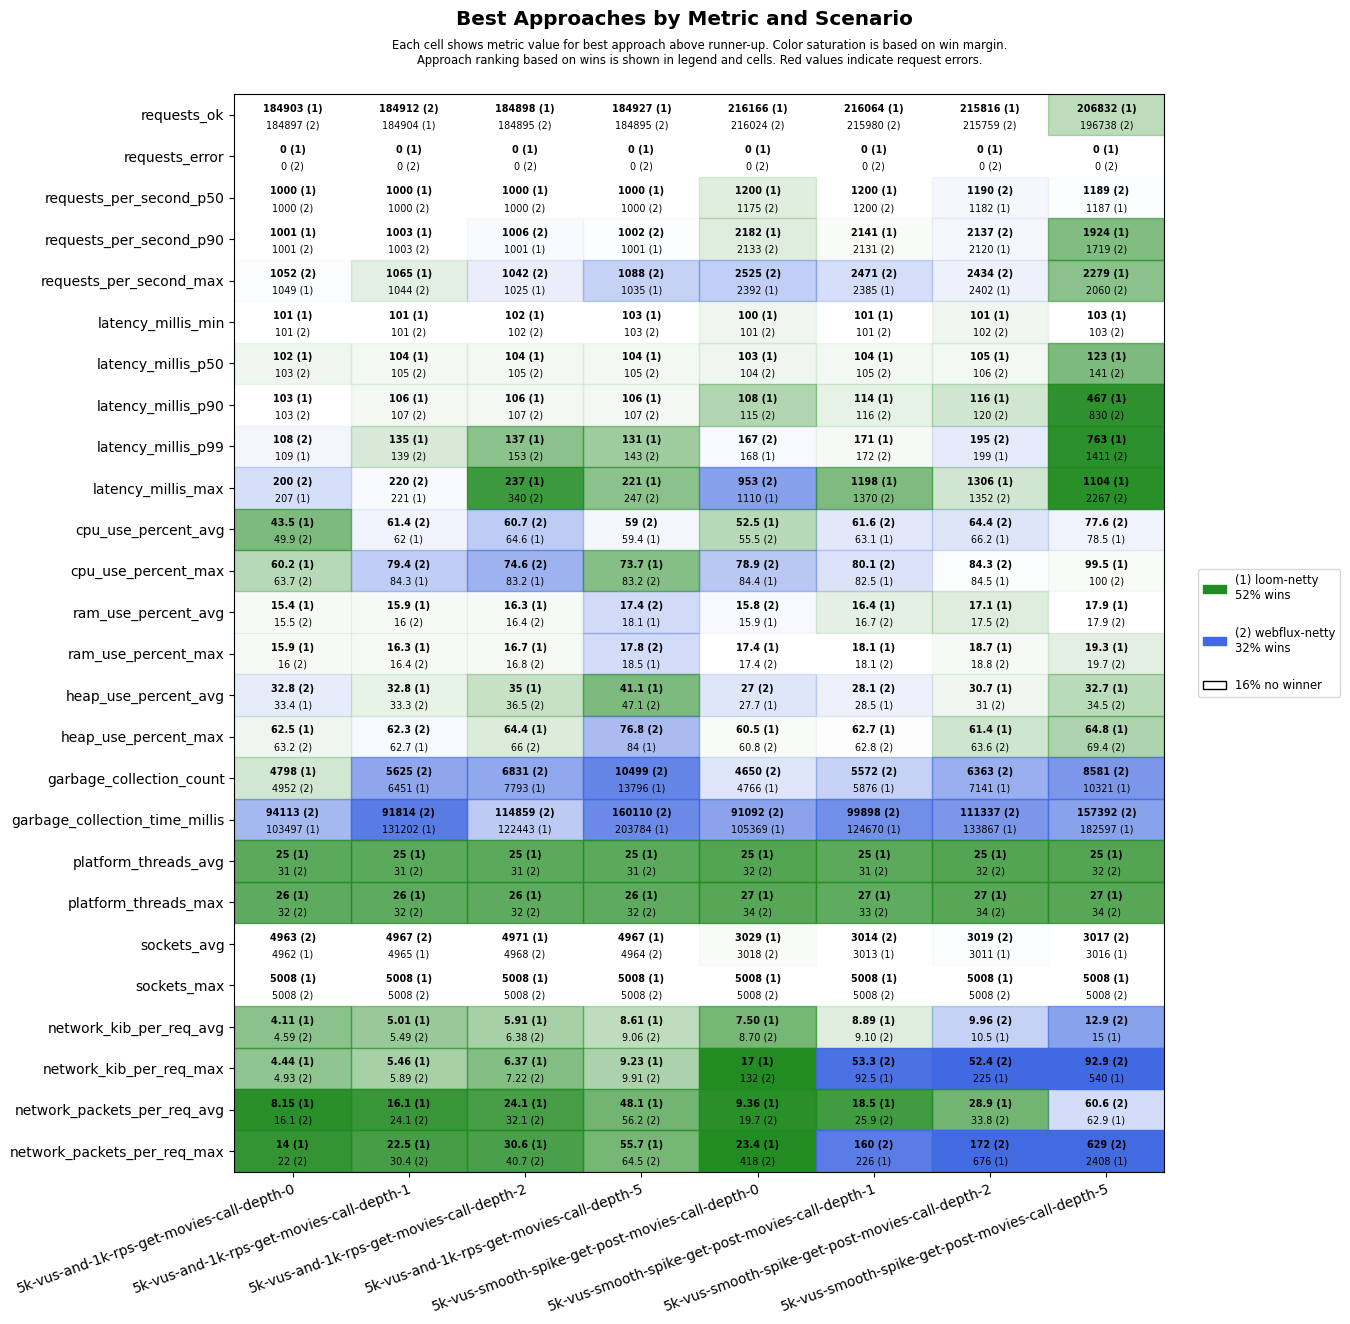 Best Approaches by Metric and Scenario
Each cell shows metric value for best approach above runner-up. Color saturation is based on win margin.
Approach ranking based on wins is shown in legend and cells. Red values indicate request errors.
requests_ok
184903 (1) 184912 (2) 184898 (1) 184927 (1) 216166 (1) 216064 (1) 215816 (1) 206832 (1)
184897 (2) 184904 (1) 184895 (2) 184895 (2) 216024 (2) 215980 (2) 215759 (2) 196738 (2)
requests_error
0 (1) 0 (1) 0 (1) 0 (1) 0 (1) 0 (1) 0 (1) 0 (1)
0 (2) 0 (2) 0 (2) 0 (2) 0 (2) 0 (2) 0 (2) 0 (2)
requests_per_second_p50
1000 (1) 1000 (1) 1000 (1) 1000 (1) 1200 (1) 1200 (1) 1190 (2) 1189 (2)
1000 (2) 1000 (2) 1000 (2) 1000 (2) 1175 (2) 1200 (2) 1182 (1) 1187 (1)
requests_per_second_p90
1001 (1) 1003 (1) 1006 (2) 1002 (2) 2182 (1) 2141 (1) 2137 (2) 1924 (1)
1001 (2) 1003 (2) 1001 (1) 1001 (1) 2133 (2) 2131 (2) 2120 (1) 1719 (2)
requests_per_second_max
1052 (2) 1065 (1) 1042 (2) 1088 (2) 2525 (2) 2471 (2) 2434 (2) 2279 (1)
1049 (1) 1044 (2) 1025 (1) 1035 (1) 2392 (1) 2385 (1) 2402 (1) 2060 (2)
latency_millis_min
101 (1) 101 (1) 102 (1) 103 (1) 100 (1) 101 (1) 101 (1) 103 (1)
101 (2) 101 (2) 102 (2) 103 (2) 101 (2) 101 (2) 102 (2) 103 (2)
latency_millis_p50
102 (1) 104 (1) 104 (1) 104 (1) 103 (1) 104 (1) 105 (1) 123 (1)
103 (2) 105 (2) 105 (2) 105 (2) 104 (2) 105 (2) 106 (2) 141 (2)
latency_millis_p90
103 (1) 106 (1) 106 (1) 106 (1) 108 (1) 114 (1) 116 (1) 467 (1)
103 (2) 107 (2) 107 (2) 107 (2) 115 (2) 116 (2) 120 (2) 830 (2)
latency_millis_p99
108 (2) 135 (1) 137 (1) 131 (1) 167 (2) 171 (1) 195 (2) 763 (1)
109 (1) 139 (2) 153 (2) 143 (2) 168 (1) 172 (2) 199 (1) 1411 (2)
latency_millis_max
200 (2) 220 (2) 237 (1) 221 (1) 953 (2) 1198 (1) 1306 (1) 1104 (1)
207 (1) 221 (1) 340 (2) 247 (2) 1110 (1) 1370 (2) 1352 (2) 2267 (2)
cpu_use_percent_avg
43.5 (1) 61.4 (2) 60.7 (2) 59 (2) 52.5 (1) 61.6 (2) 64.4 (2) 77.6 (2)
49.9 (2) 62 (1) 64.6 (1) 59.4 (1) 55.5 (2) 63.1 (1) 66.2 (1) 78.5 (1)
cpu_use_percent_max
60.2 (1) 79.4 (2) 74.6 (2) 73.7 (1) 78.9 (2) 80.1 (2) 84.3 (2) 99.5 (1)
63.7 (2) 84.3 (1) 83.2 (1) 83.2 (2) 84.4 (1) 82.5 (1) 84.5 (1) 100 (2)
ram_use_percent_avg
15.4 (1) 15.9 (1) 16.3 (1) 17.4 (2) 15.8 (2) 16.4 (1) 17.1 (1) 17.9 (1)
15.5 (2) 16 (2) 16.4 (2) 18.1 (1) 15.9 (1) 16.7 (2) 17.5 (2) 17.9 (2)
ram_use_percent_max
15.9 (1) 16.3 (1) 16.7 (1) 17.8 (2) 17.4 (1) 18.1 (1) 18.7 (1) 19.3 (1)
16 (2) 16.4 (2) 16.8 (2) 18.5 (1) 17.4 (2) 18.1 (2) 18.8 (2) 19.7 (2)
heap_use_percent_avg
32.8 (2) 32.8 (1) 35 (1) 41.1 (1) 27 (2) 28.1 (2) 30.7 (1) 32.7 (1)
33.4 (1) 33.3 (2) 36.5 (2) 47.1 (2) 27.7 (1) 28.5 (1) 31 (2) 34.5 (2)
heap_use_percent_max
62.5 (1) 62.3 (2) 64.4 (1) 76.8 (2) 60.5 (1) 62.7 (1) 61.4 (1) 64.8 (1)
63.2 (2) 62.7 (1) 66 (2) 84 (1) 60.8 (2) 62.8 (2) 63.6 (2) 69.4 (2)
garbage_collection_count
4798 (1) 5625 (2) 6831 (2) 10499 (2) 4650 (2) 5572 (2) 6363 (2) 8581 (2)
4952 (2) 6451 (1) 7793 (1) 13796 (1) 4766 (1) 5876 (1) 7141 (1) 10321 (1)
garbage_collection_time_millis
94113 (2) 91814 (2) 114859 (2) 160110 (2) 91092 (2) 99898 (2) 111337 (2) 157392 (2)
103497 (1) 131202 (1) 122443 (1) 203784 (1) 105369 (1) 124670 (1) 133867 (1) 182597 (1)
platform_threads_avg
25 (1) 25 (1) 25 (1) 25 (1) 25 (1) 25 (1) 25 (1) 25 (1)
31 (2) 31 (2) 31 (2) 31 (2) 32 (2) 31 (2) 32 (2) 32 (2)
platform_threads_max
26 (1) 26 (1) 26 (1) 26 (1) 27 (1) 27 (1) 27 (1) 27 (1)
32 (2) 32 (2) 32 (2) 32 (2) 34 (2) 33 (2) 34 (2) 34 (2)
sockets_avg
4963 (2) 4967 (2) 4971 (1) 4967 (1) 3029 (1) 3014 (2) 3019 (2) 3017 (2)
4962 (1) 4965 (1) 4968 (2) 4964 (2) 3018 (2) 3013 (1) 3011 (1) 3016 (1)
sockets_max
5008 (1) 5008 (1) 5008 (1) 5008 (1) 5008 (1) 5008 (1) 5008 (1) 5008 (1)
5008 (2) 5008 (2) 5008 (2) 5008 (2) 5008 (2) 5008 (2) 5008 (2) 5008 (2)
network_kib_per_req_avg
4.11 (1) 5.01 (1) 5.91 (1) 8.61 (1) 7.50 (1) 8.89 (1) 9.96 (2) 12.9 (2)
4.59 (2) 5.49 (2) 6.38 (2) 9.06 (2) 8.70 (2) 9.10 (2) 10.5 (1) 15 (1)
network_kib_per_req_max
4.44 (1) 5.46 (1) 6.37 (1) 9.23 (1) 17 (1) 53.3 (2) 52.4 (2) 92.9 (2)
4.93 (2) 5.89 (2) 7.22 (2) 9.91 (2) 132 (2) 92.5 (1) 225 (1) 540 (1)
network_packets_per_req_avg
8.15 (1) 16.1 (1) 24.1 (1) 48.1 (1) 9.36 (1) 18.5 (1) 28.9 (1) 60.6 (2)
16.1 (2) 24.1 (2) 32.1 (2) 56.2 (2) 19.7 (2) 25.9 (2) 33.8 (2) 62.9 (1)
network_packets_per_req_max
14 (1) 22.5 (1) 30.6 (1) 55.7 (1) 23.4 (1) 160 (2) 172 (2) 629 (2)
22 (2) 30.4 (2) 40.7 (2) 64.5 (2) 418 (2) 226 (1) 676 (1) 2408 (1)
5k-vus-and-1k-rps-get-movies-call-depth-0
5k-vus-and-1k-rps-get-movies-call-depth-1
5k-vus-and-1k-rps-get-movies-call-depth-2
5k-vus-and-1k-rps-get-movies-call-depth-5
5k-vus-smooth-spike-get-post-movies-call-depth-0
5k-vus-smooth-spike-get-post-movies-call-depth-1
5k-vus-smooth-spike-get-post-movies-call-depth-2
5k-vus-smooth-spike-get-post-movies-call-depth-5
(1) loom-netty
52% wins
(2) webflux-netty
32% wins
16% no winner